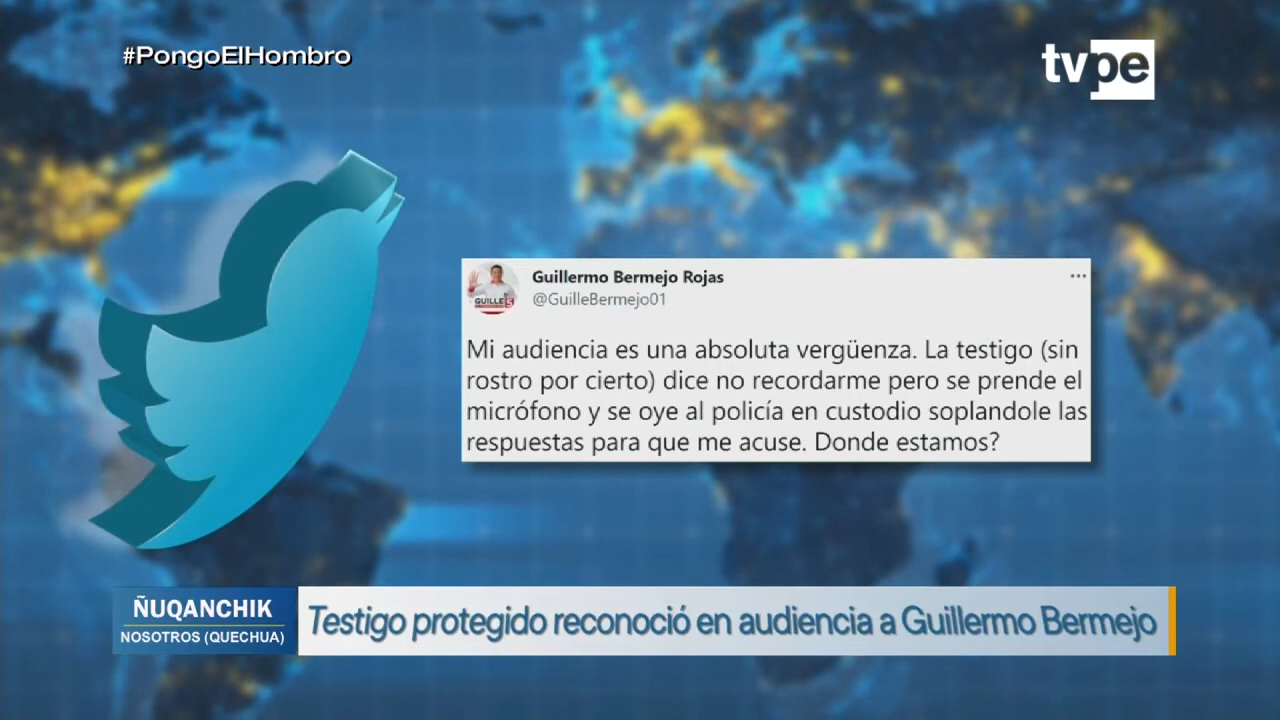 #PongoElHombro
tvpe
Guillermo Bermejo Rojas
@GuilleBermejo01
GUILLE
Mi audiencia es una absoluta vergüenza. La testigo (sin
rostro por cierto) dice no recordarme pero se prende el
micrófono y se oye al policía en custodio soplandole las
respuestas para que me acuse. Donde estamos?
ÑUQANCHIK
NOSOTROS (QUECHUA)
Testigo protegido reconoció en audiencia a Guillermo Bermejo